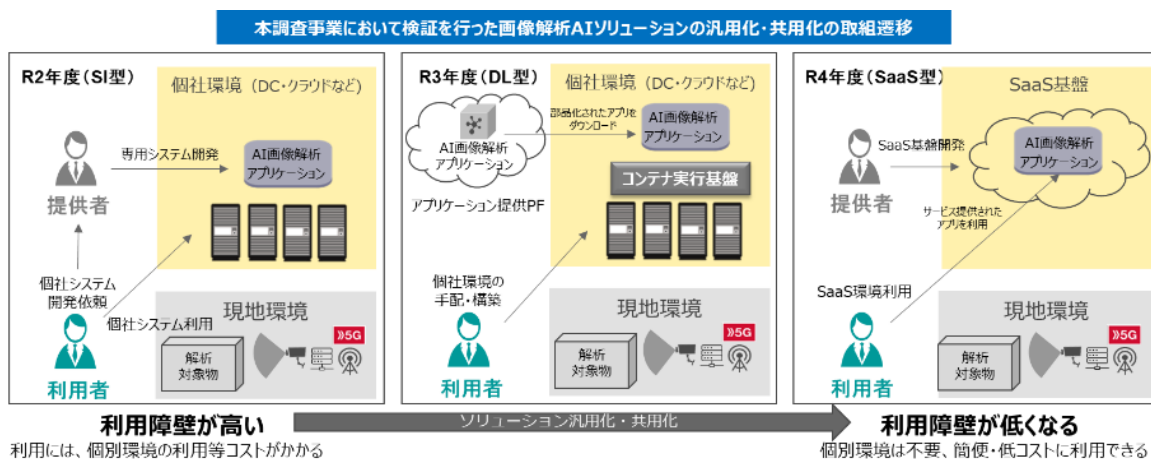 本調査事業において検証を行った画像解析AIソリューションの汎用化・共用化の取組遷移
R2年度(SI型)
個社環境 (DC・クラウドなど)
専用システム開発
AI画像解析
アプリケーション
提供者
個社システム
開発依頼
個社システム利用
利用者
現地環境
解析
対象物
5G
R3年度(DL型)
個社環境 (DC・クラウドなど)
部品化されたアプリを
ダウンロード
AI画像解析
アプリケーション
AI画像解析
アプリケーション
コンテナ実行基盤
アプリケーション提供PF
個社環境の
手配・構築
利用者
現地環境
解析
対象物
5G
R4年度(SaaS型)
SaaS基盤
SaaS基盤開発
AI画像解析
アプリケーション
提供者
サービス提供された
アプリを利用
SaaS環境利用
利用者
現地環境
解析
対象物
5G
利用障壁が高い
ソリューション汎用化・共用化
利用障壁が低くなる
利用には、個別環境の利用等コストがかかる
個別環境は不要、簡便・低コストに利用できる